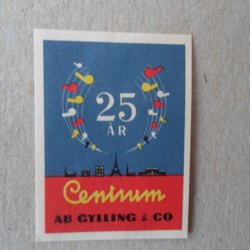 25
ÅR
Centrum
AB GYLLING & CO